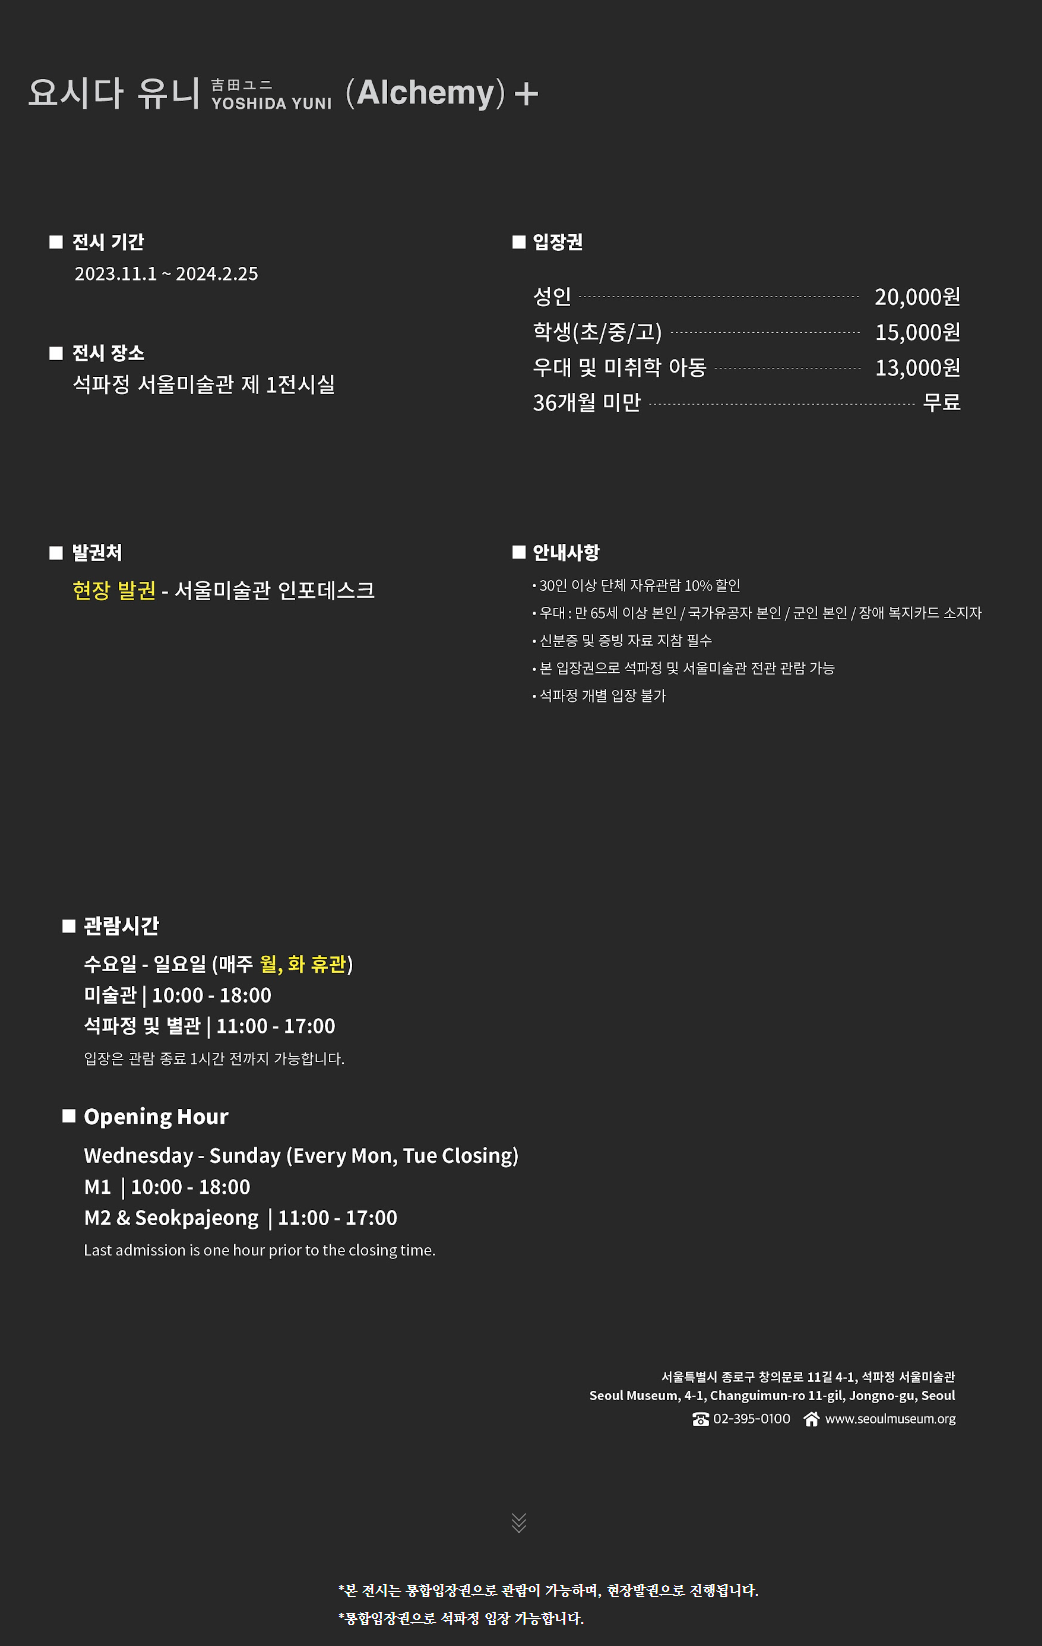 요시다 유니 吉田ユニ YOSHIDA YUNI (Alchemy)+
■ 전시 기간
2023.11.1 ~ 2024.2.25
■ 전시 장소
석파정 서울미술관 제 1전시실
■ 입장권
성인 20,000원
학생(초/중/고) 15,000원
우대 및 미취학 아동 13,000원
36개월 미만 무료
■ 발권처
현장 발권 - 서울미술관 인포데스크
■ 안내사항
• 30인 이상 단체 자유관람 10% 할인
• 우대 : 만 65세 이상 본인 / 국가유공자 본인 / 군인 본인 / 장애 복지카드 소지자
• 신분증 및 증빙 자료 지참 필수
• 본 입장권으로 석파정 및 서울미술관 전관 관람 가능
• 석파정 개별 입장 불가
■ 관람시간
수요일 - 일요일 (매주 월, 화 휴관)
미술관 | 10:00 - 18:00
석파정 및 별관 | 11:00 - 17:00
입장은 관람 종료 1시간 전까지 가능합니다.
■ Opening Hour
Wednesday - Sunday (Every Mon, Tue Closing)
M1 | 10:00 - 18:00
M2 & Seokpajeong | 11:00 - 17:00
Last admission is one hour prior to the closing time.
서울특별시 종로구 창의문로 11길 4-1, 석파정 서울미술관
Seoul Museum, 4-1, Changuimun-ro 11-gil, Jongno-gu, Seoul
02-395-0100 www.seoulmuseum.org
*본 전시는 통합입장권으로 관람이 가능하며, 현장발권으로 진행됩니다.
*통합입장권으로 석파정 입장 가능합니다.